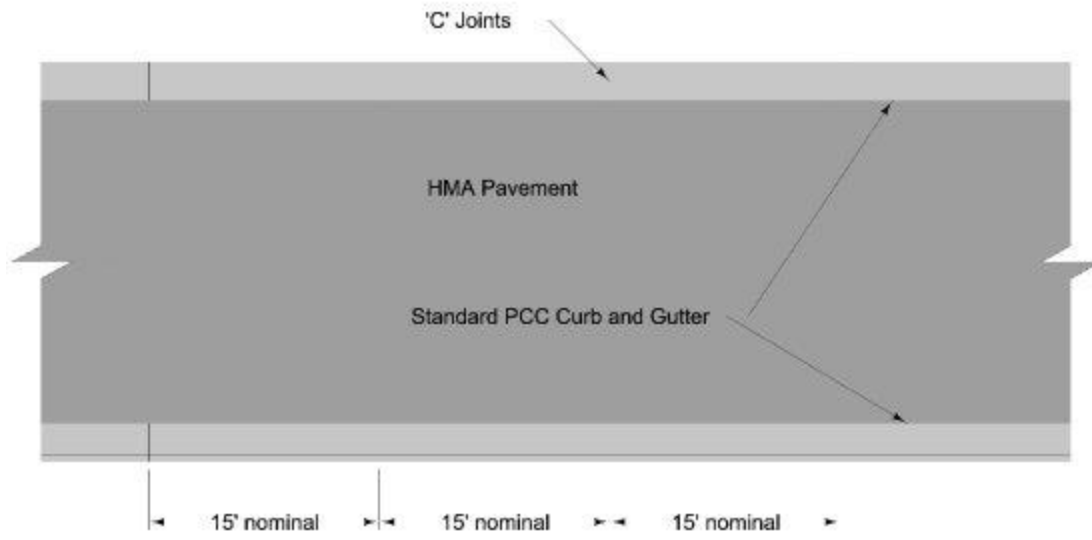 'C' Joints
HMA Pavement
Standard PCC Curb and Gutter
15' nominal 15' nominal 15' nominal